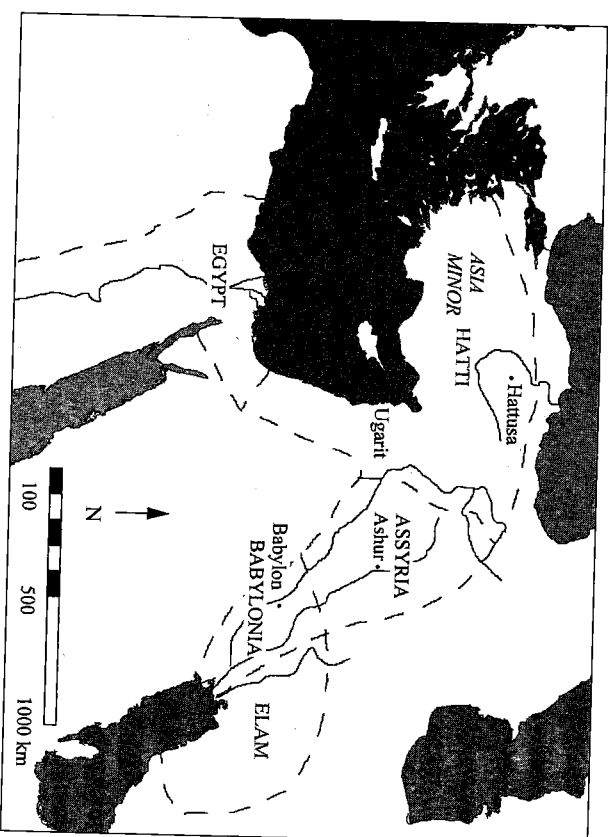 ASIA
MINOR
HATTI
Hattusa
EGYPT
Ugarit
ASSYRIA
Ashur
Babylon
BABYLONIA
ELAM
N
100
500
1000 km